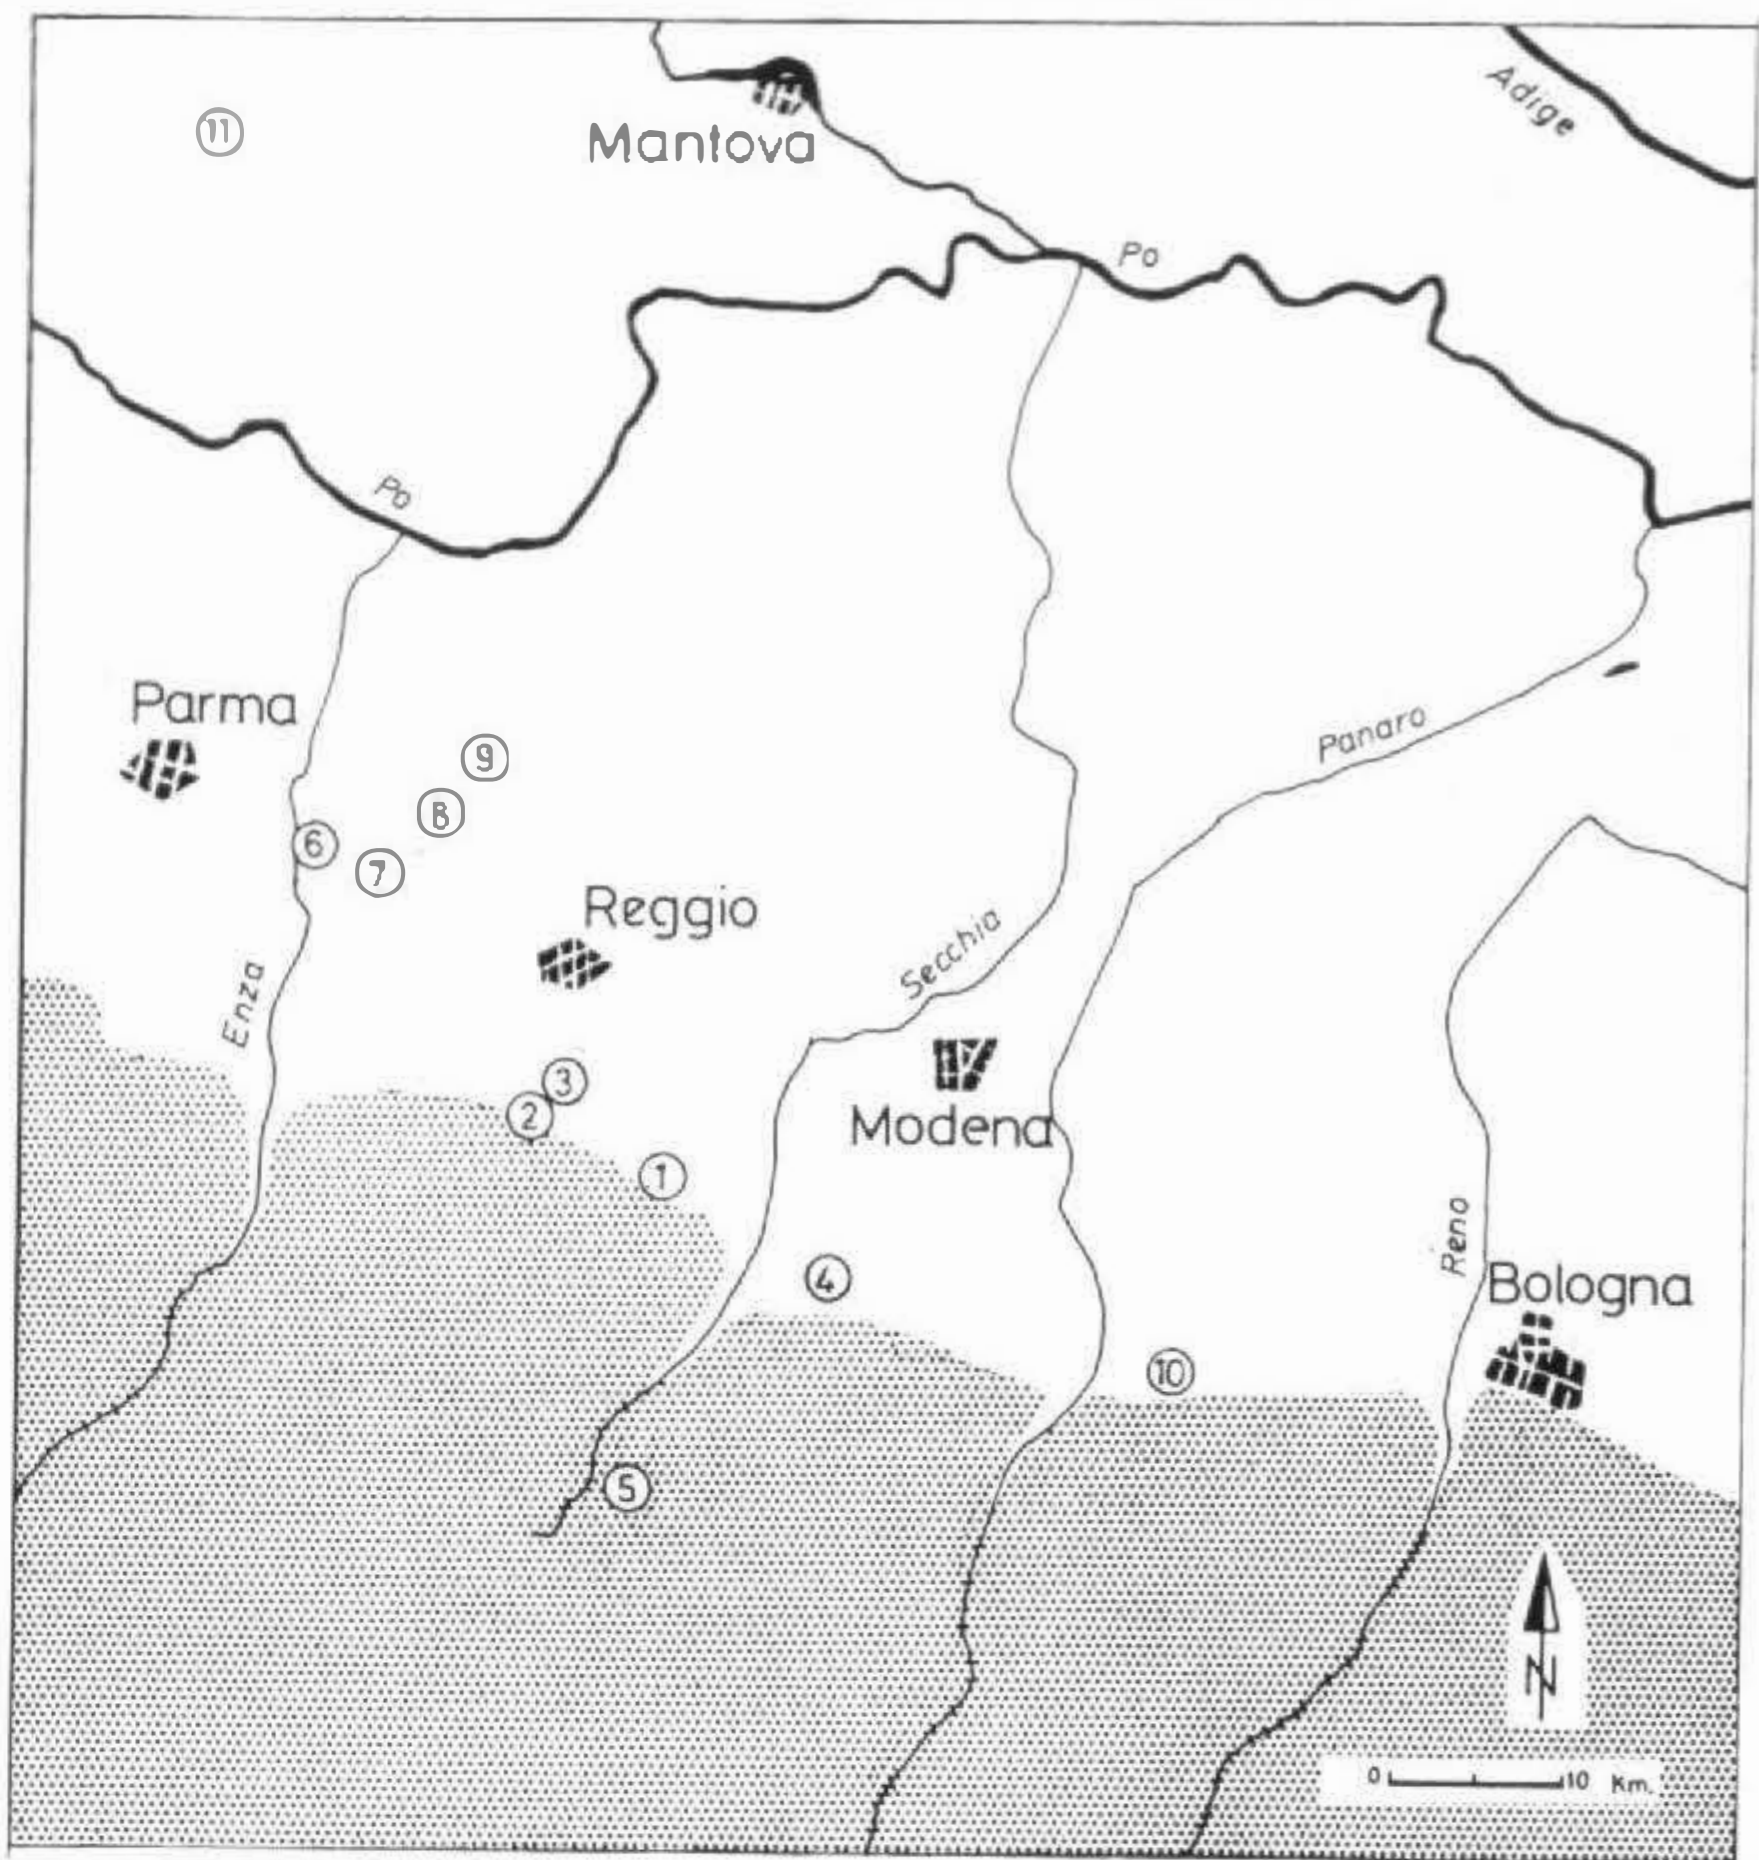 Adige
11
Mantova
Po
Po
Parma
9
8
6
7
Reggio
Panaro
Secchia
Enza
3
2
Modena
1
Reno
4
Bologna
10
5
N
0 10 Km.